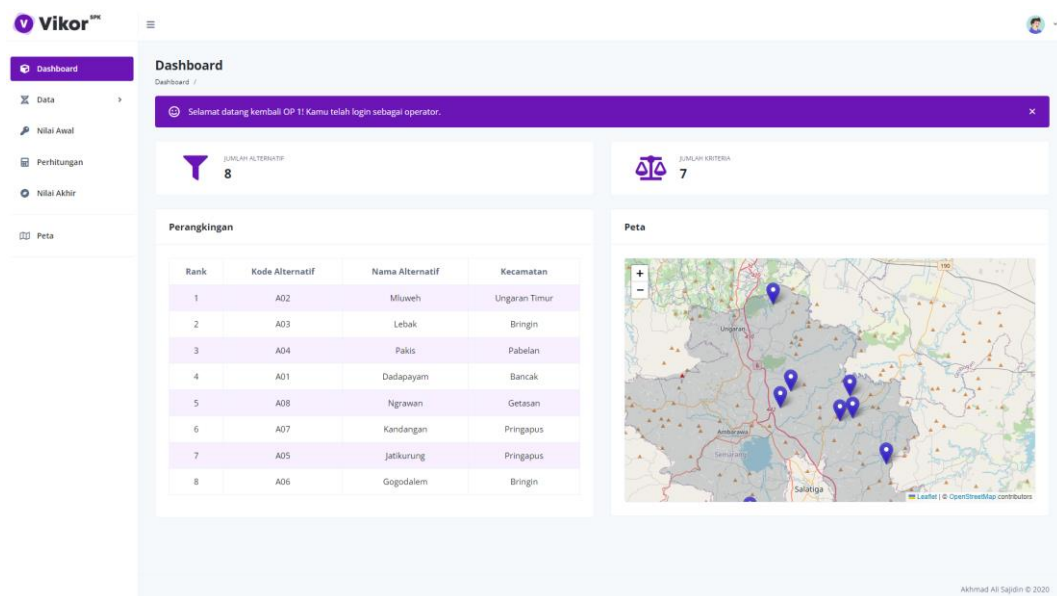 Vikor SPK
Dashboard
Data
Nilai Awal
Perhitungan
Nilai Akhir
Peta
Dashboard
Dashboard /
Selamat datang kembali OP 1! Kamu telah login sebagai operator.
JUMLAH ALTERNATIF
8
JUMLAH KRITERIA
7
Perangkingan
Rank Kode Alternatif Nama Alternatif Kecamatan
1 A02 Mluweh Ungaran Timur
2 A03 Lebak Bringin
3 A04 Pakis Pabelan
4 A01 Dadapayam Bancak
5 A08 Ngrawan Getasan
6 A07 Kandangan Pringapus
7 A05 Jatikurung Pringapus
8 A06 Gogodalem Bringin
Peta
+
−
190
Ungaran
Ambarawa
Semarang
Salatiga
Leaflet | © OpenStreetMap contributors
Akhmad Ali Sajidin © 2020